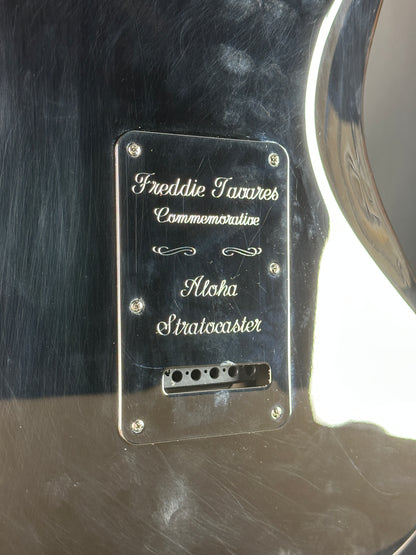 Freddie Tavares
Commemorative
Aloha
Stratocaster